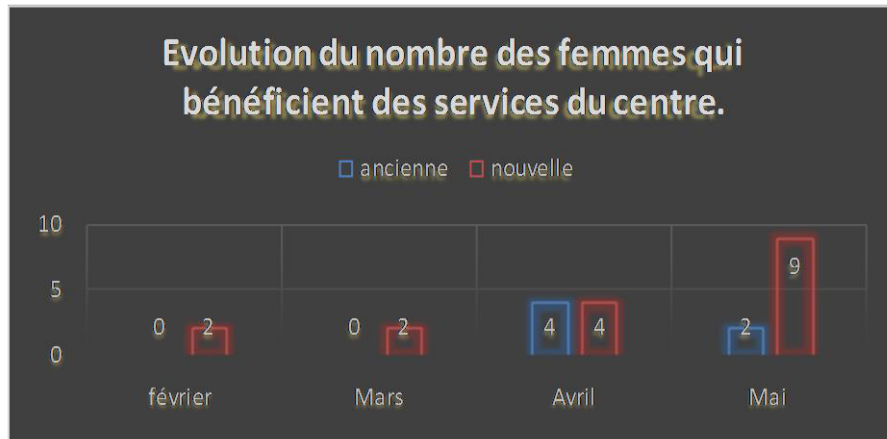 Evolution du nombre des femmes qui
bénéficient des services du centre.
ancienne nouvelle
10
5
0
0 2 0 2 4 4 2 9
février Mars Avril Mai